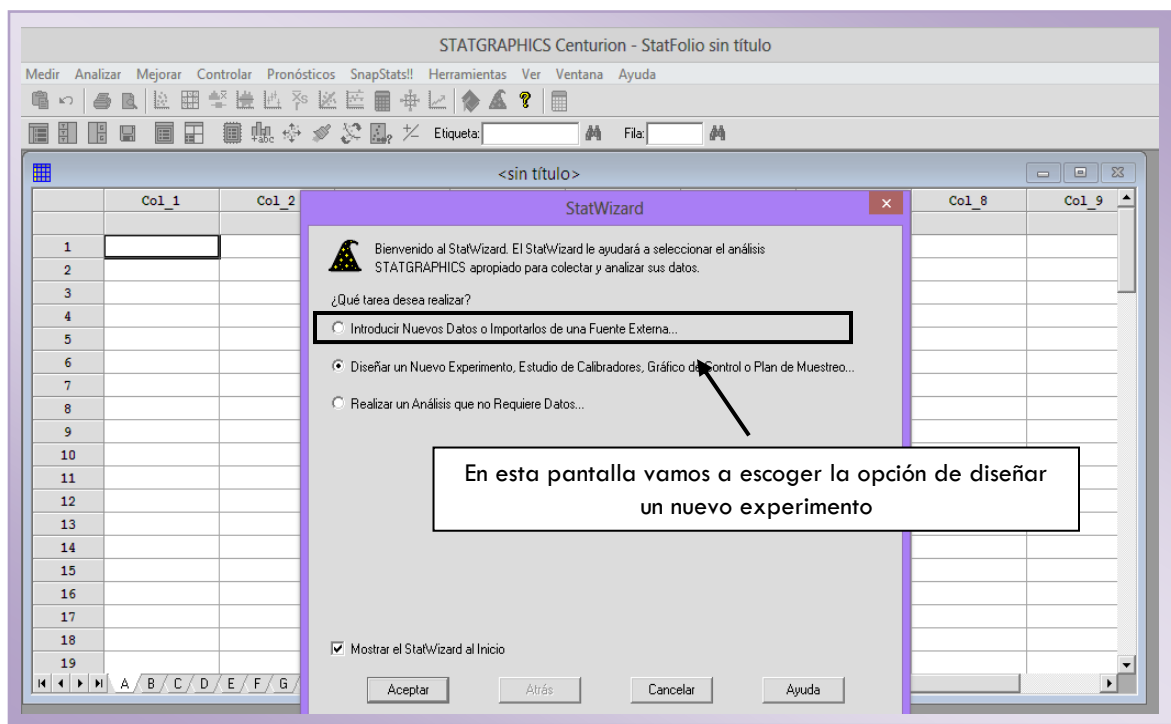 STATGRAPHICS Centurion - StatFolio sin título
Medir Analizar Mejorar Controlar Pronósticos SnapStats!! Herramientas Ver Ventana Ayuda
Etiqueta: Fila:
<sin título>
Col_1 Col_2 Col_8 Col_9
StatWizard
Bienvenido al StatWizard. El StatWizard le ayudará a seleccionar el análisis
STATGRAPHICS apropiado para colectar y analizar sus datos.
¿Qué tarea desea realizar?
Introducir Nuevos Datos o Importarlos de una Fuente Externa...
Diseñar un Nuevo Experimento, Estudio de Calibradores, Gráfico de Control o Plan de Muestreo...
Realizar un Análisis que no Requiere Datos...
En esta pantalla vamos a escoger la opción de diseñar
un nuevo experimento
Mostrar el StatWizard al Inicio
Aceptar Atrás Cancelar Ayuda
1
2
3
4
5
6
7
8
9
10
11
12
13
14
15
16
17
18
19
A B C D E F G